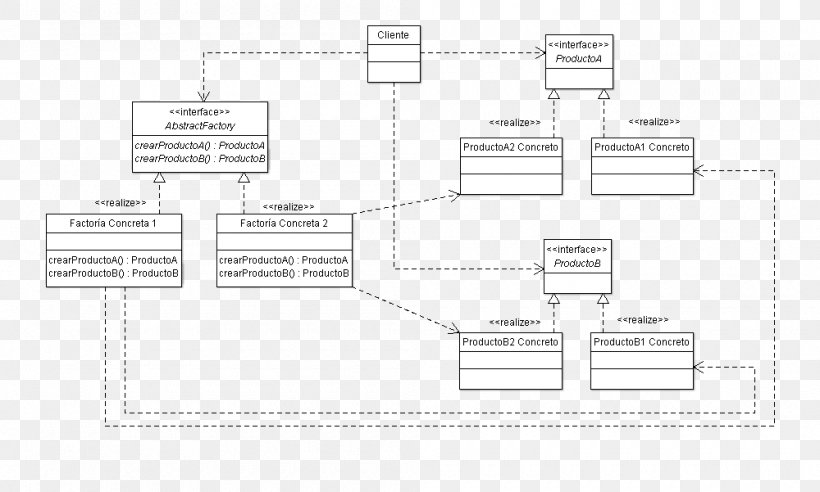 Cliente
<<interface>>
ProductoA
<<interface>>
AbstractFactory
crearProductoA() : ProductoA
crearProductoB() : ProductoB
<<realize>>
<<realize>>
ProductoA2 Concreto
ProductoA1 Concreto
<<realize>>
<<realize>>
Factoría Concreta 1
crearProductoA() : ProductoA
crearProductoB() : ProductoB
Factoría Concreta 2
crearProductoA() : ProductoA
crearProductoB() : ProductoB
<<interface>>
ProductoB
<<realize>>
<<realize>>
ProductoB2 Concreto
ProductoB1 Concreto